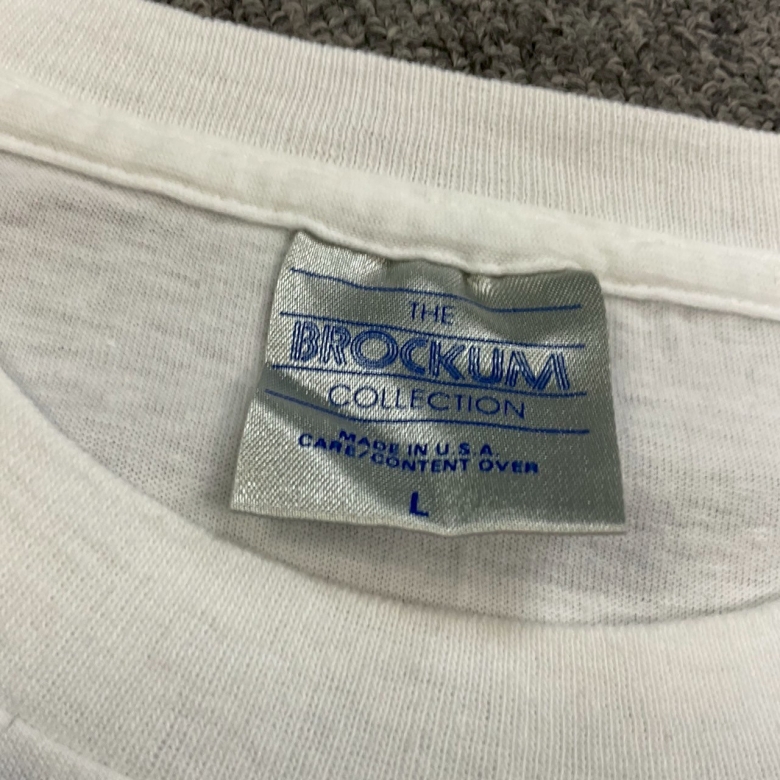 THE
BROCKUM
COLLECTION
MADE IN U.S.A.
CARE/CONTENT OVER
L